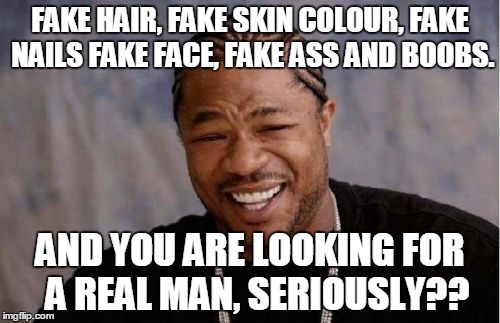 FAKE HAIR, FAKE SKIN COLOUR, FAKE
NAILS FAKE FACE, FAKE ASS AND BOOBS.
AND YOU ARE LOOKING FOR
A REAL MAN, SERIOUSLY??
imgflip.com